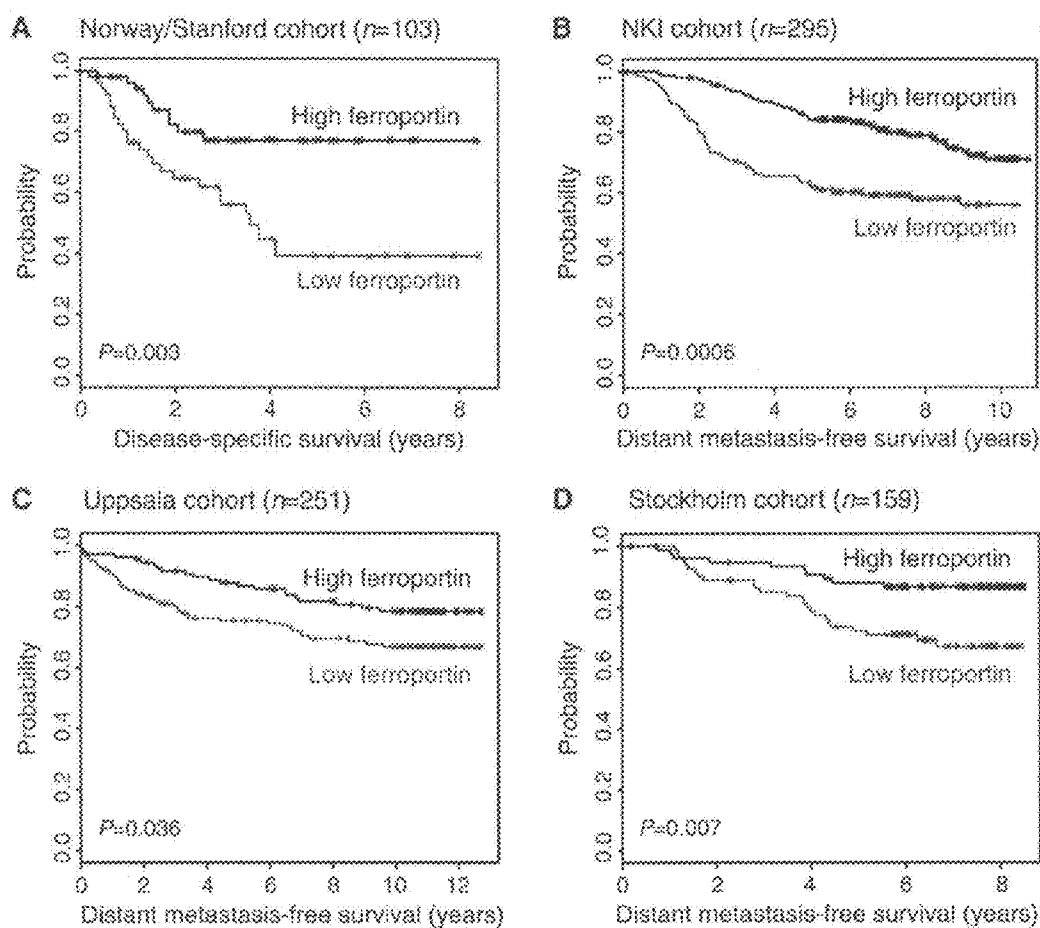 A Norway/Stanford cohort (n=103)
1.0
0.8
0.6
0.4
0.2
0.0
Probability
High ferroportin
Low ferroportin
P=0.003
0 2 4 6 8
Disease-specific survival (years)
B NKI cohort (n=295)
1.0
0.8
0.6
0.4
0.2
0.0
Probability
High ferroportin
Low ferroportin
P=0.0006
0 2 4 6 8 10
Distant metastasis-free survival (years)
C Uppsala cohort (n=251)
1.0
0.8
0.6
0.4
0.2
0.0
Probability
High ferroportin
Low ferroportin
P=0.036
0 2 4 6 8 10 12
Distant metastasis-free survival (years)
D Stockholm cohort (n=159)
1.0
0.8
0.6
0.4
0.2
0.0
Probability
High ferroportin
Low ferroportin
P=0.007
0 2 4 6 8
Distant metastasis-free survival (years)